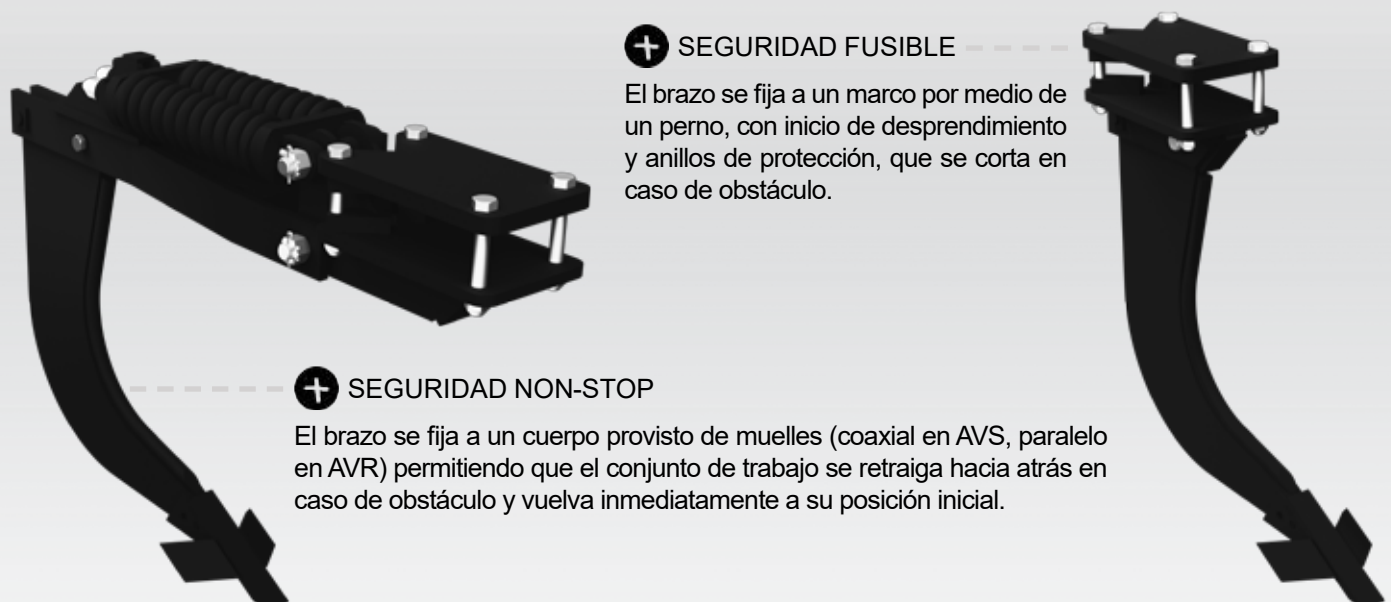 SEGURIDAD FUSIBLE
El brazo se fija a un marco por medio de
un perno, con inicio de desprendimiento
y anillos de protección, que se corta en
caso de obstáculo.
SEGURIDAD NON-STOP
El brazo se fija a un cuerpo provisto de muelles (coaxial en AVS, paralelo
en AVR) permitiendo que el conjunto de trabajo se retraiga hacia atrás en
caso de obstáculo y vuelva inmediatamente a su posición inicial.